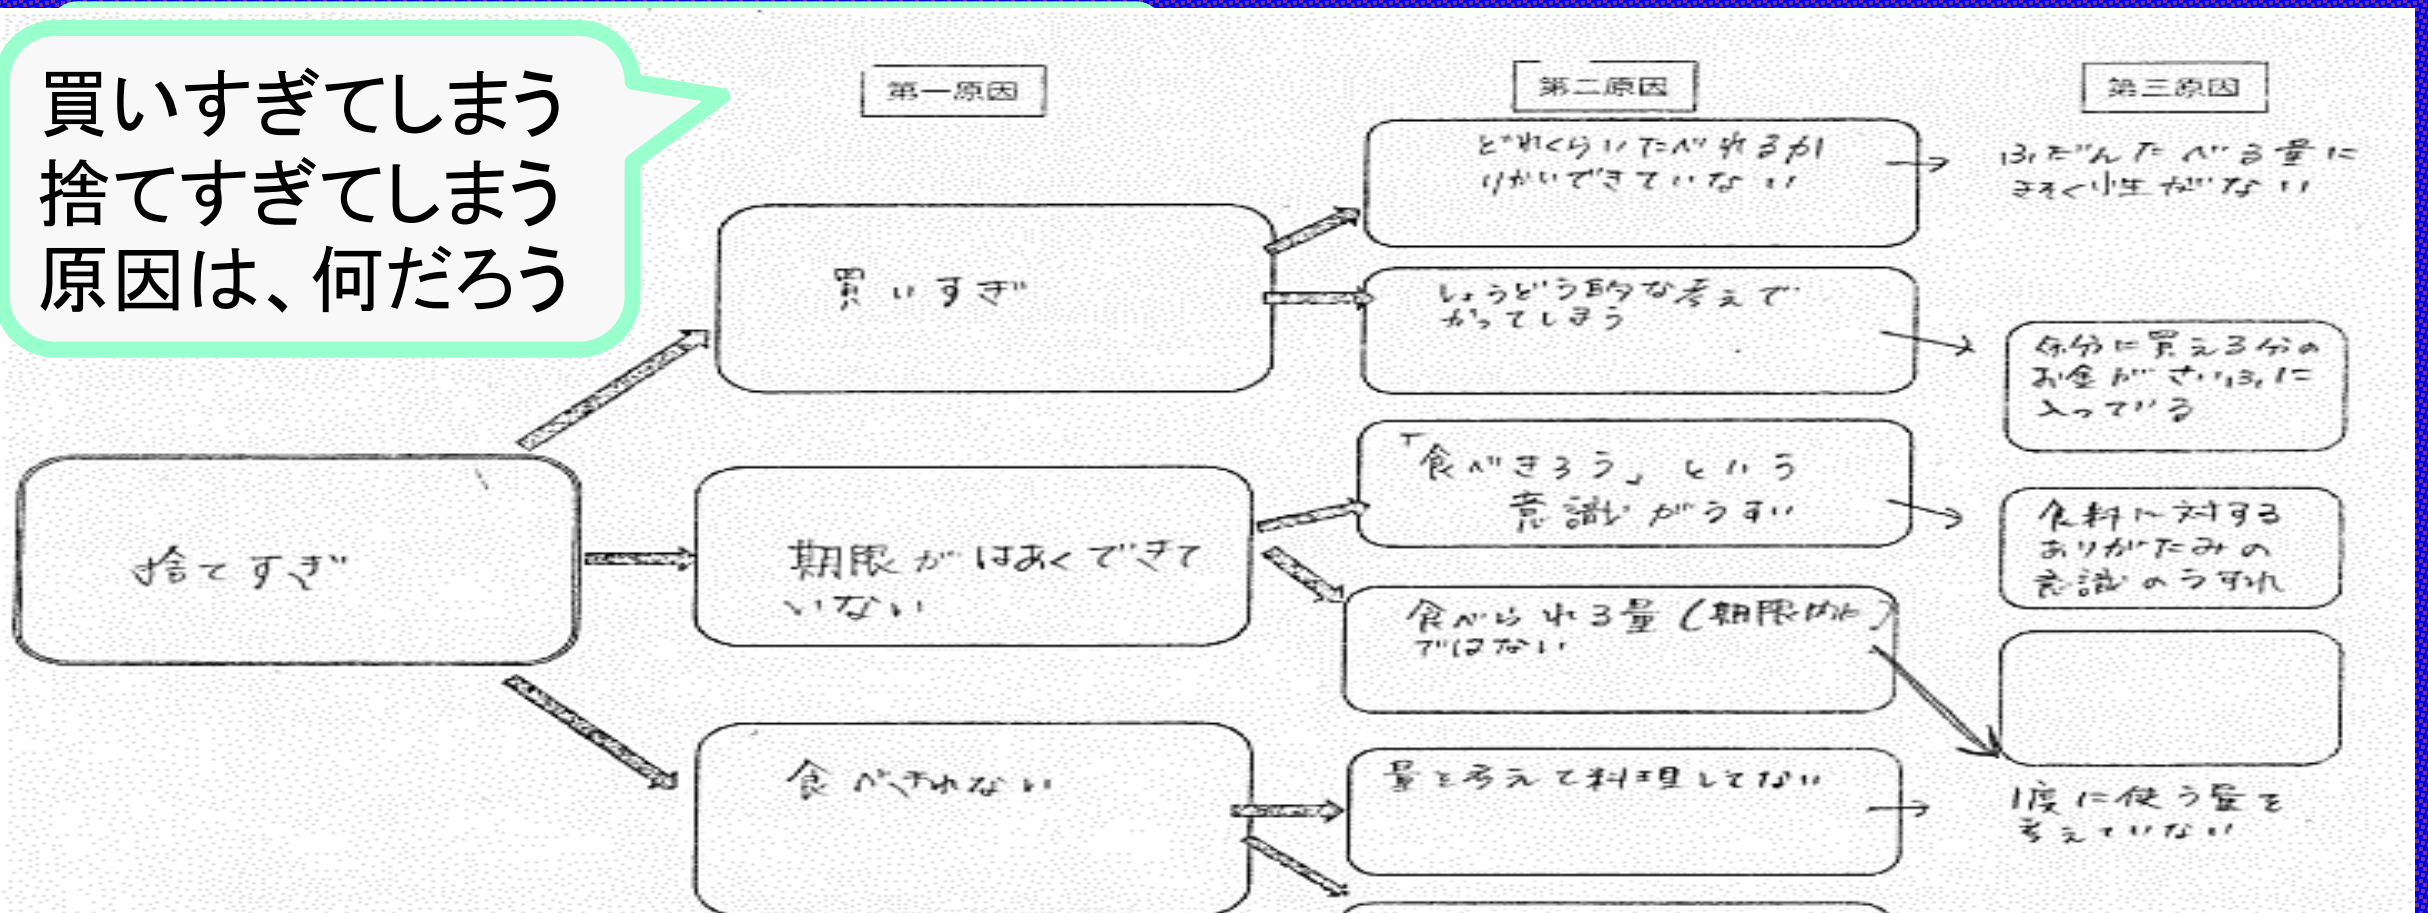 買いすぎてしまう
捨てすぎてしまう
原因は、何だろう
第一原因
第二原因
第三原因
捨てすぎ
買いすぎ
期限がはあくできて
いない
食べきれない
どれくらいたべれるか
りかいできていない
しょうどう的な考えで
かってしまう
「食べきろう」という
意識がうすい
食べられる量(期限内に)
ではない
量を考えて料理してない
ふだんたべる量に
きそく性がない
余分に買える分の
お金がさいふに
入っている
食料に対する
ありがたみの
意識のうすれ
1度に使う量を
考えていない